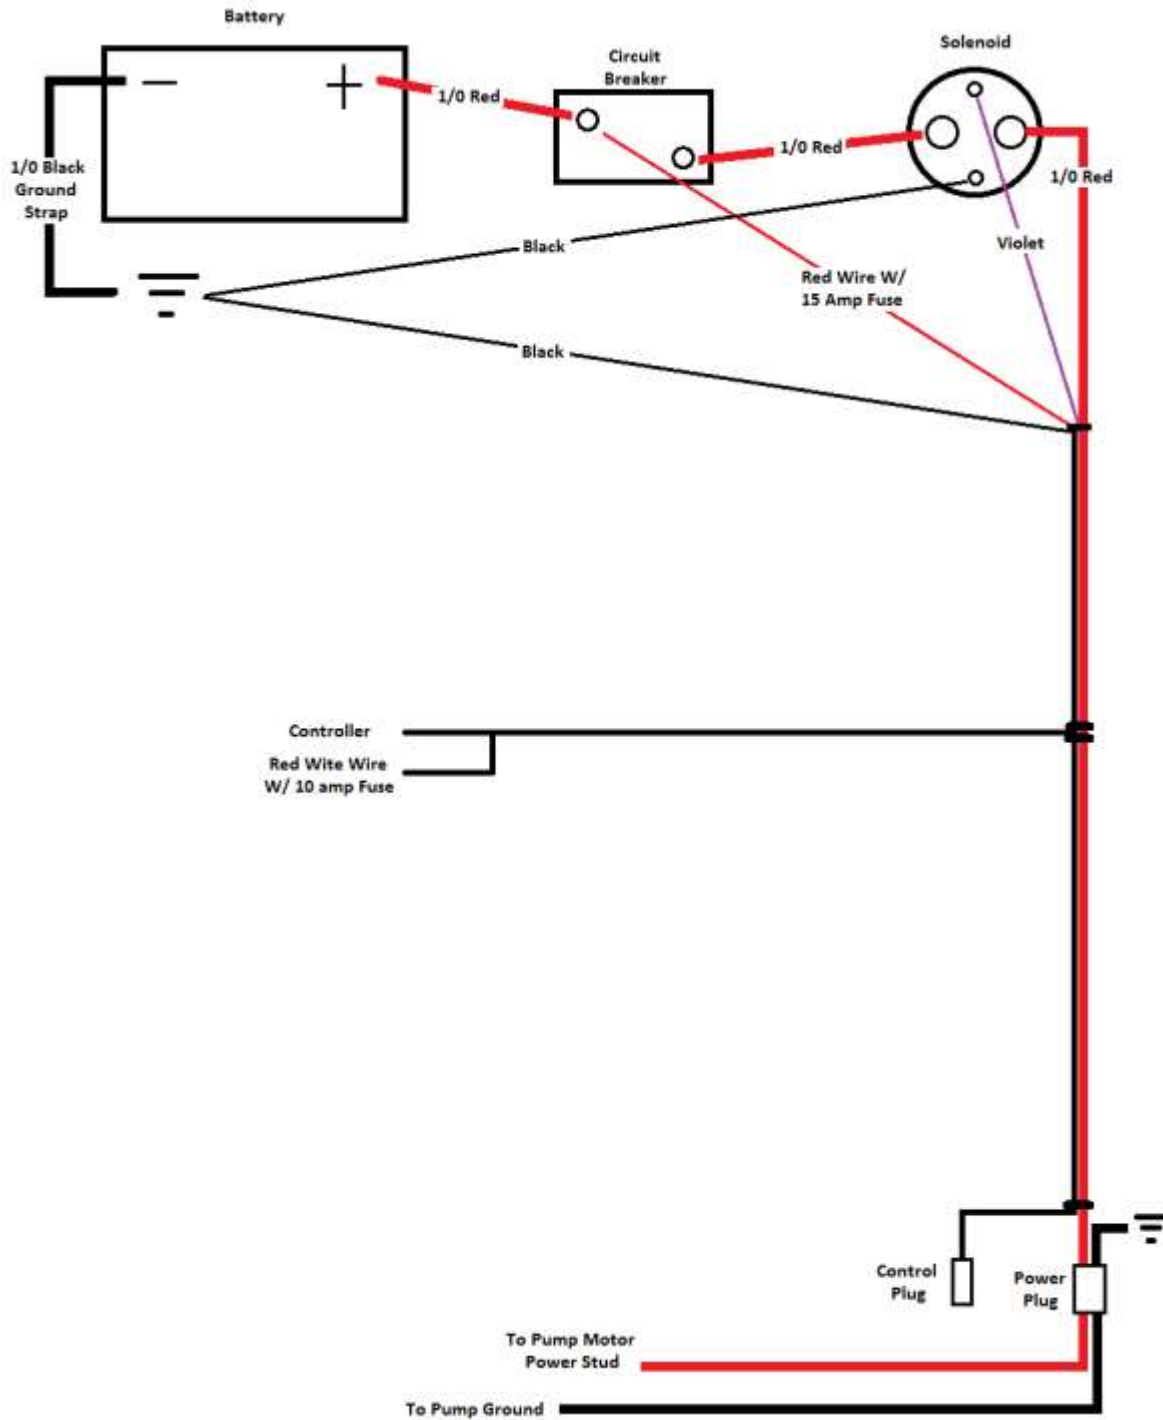 Battery
Solenoid
Circuit
Breaker
1/0 Red
1/0 Red
1/0 Black
Ground
Strap
1/0 Red
Black
Violet
Red Wire W/
15 Amp Fuse
Black
Controller
Red Wite Wire
W/ 10 amp Fuse
Control
Plug
Power
Plug
To Pump Motor
Power Stud
To Pump Ground